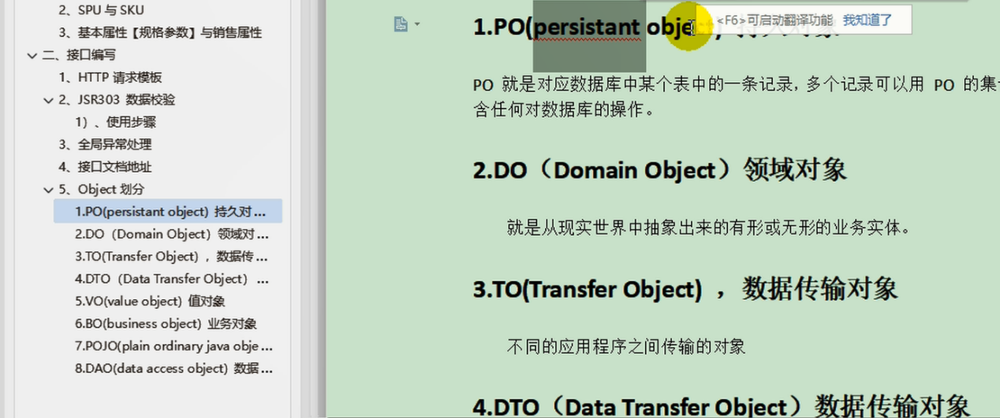 2、SPU 与 SKU
3、基本属性【规格参数】与销售属性
二、接口编写
1、HTTP 请求模板
2、JSR303 数据校验
1）、使用步骤
3、全局异常处理
4、接口文档地址
5、Object 划分
1.PO(persistant object) 持久对 ...
2.DO（Domain Object）领域对 ...
3.TO(Transfer Object) ，数据传 ...
4.DTO（Data Transfer Object） ...
5.VO(value object) 值对象
6.BO(business object) 业务对象
7.POJO(plain ordinary java obje ...
8.DAO(data access object) 数据 ...
<F6>可启动翻译功能 我知道了
1.PO(persistant object) 持久对象
PO 就是对应数据库中某个表中的一条记录，多个记录可以用 PO 的集
含任何对数据库的操作。
2.DO（Domain Object）领域对象
就是从现实世界中抽象出来的有形或无形的业务实体。
3.TO(Transfer Object) ，数据传输对象
不同的应用程序之间传输的对象
4.DTO（Data Transfer Object）数据传输对象